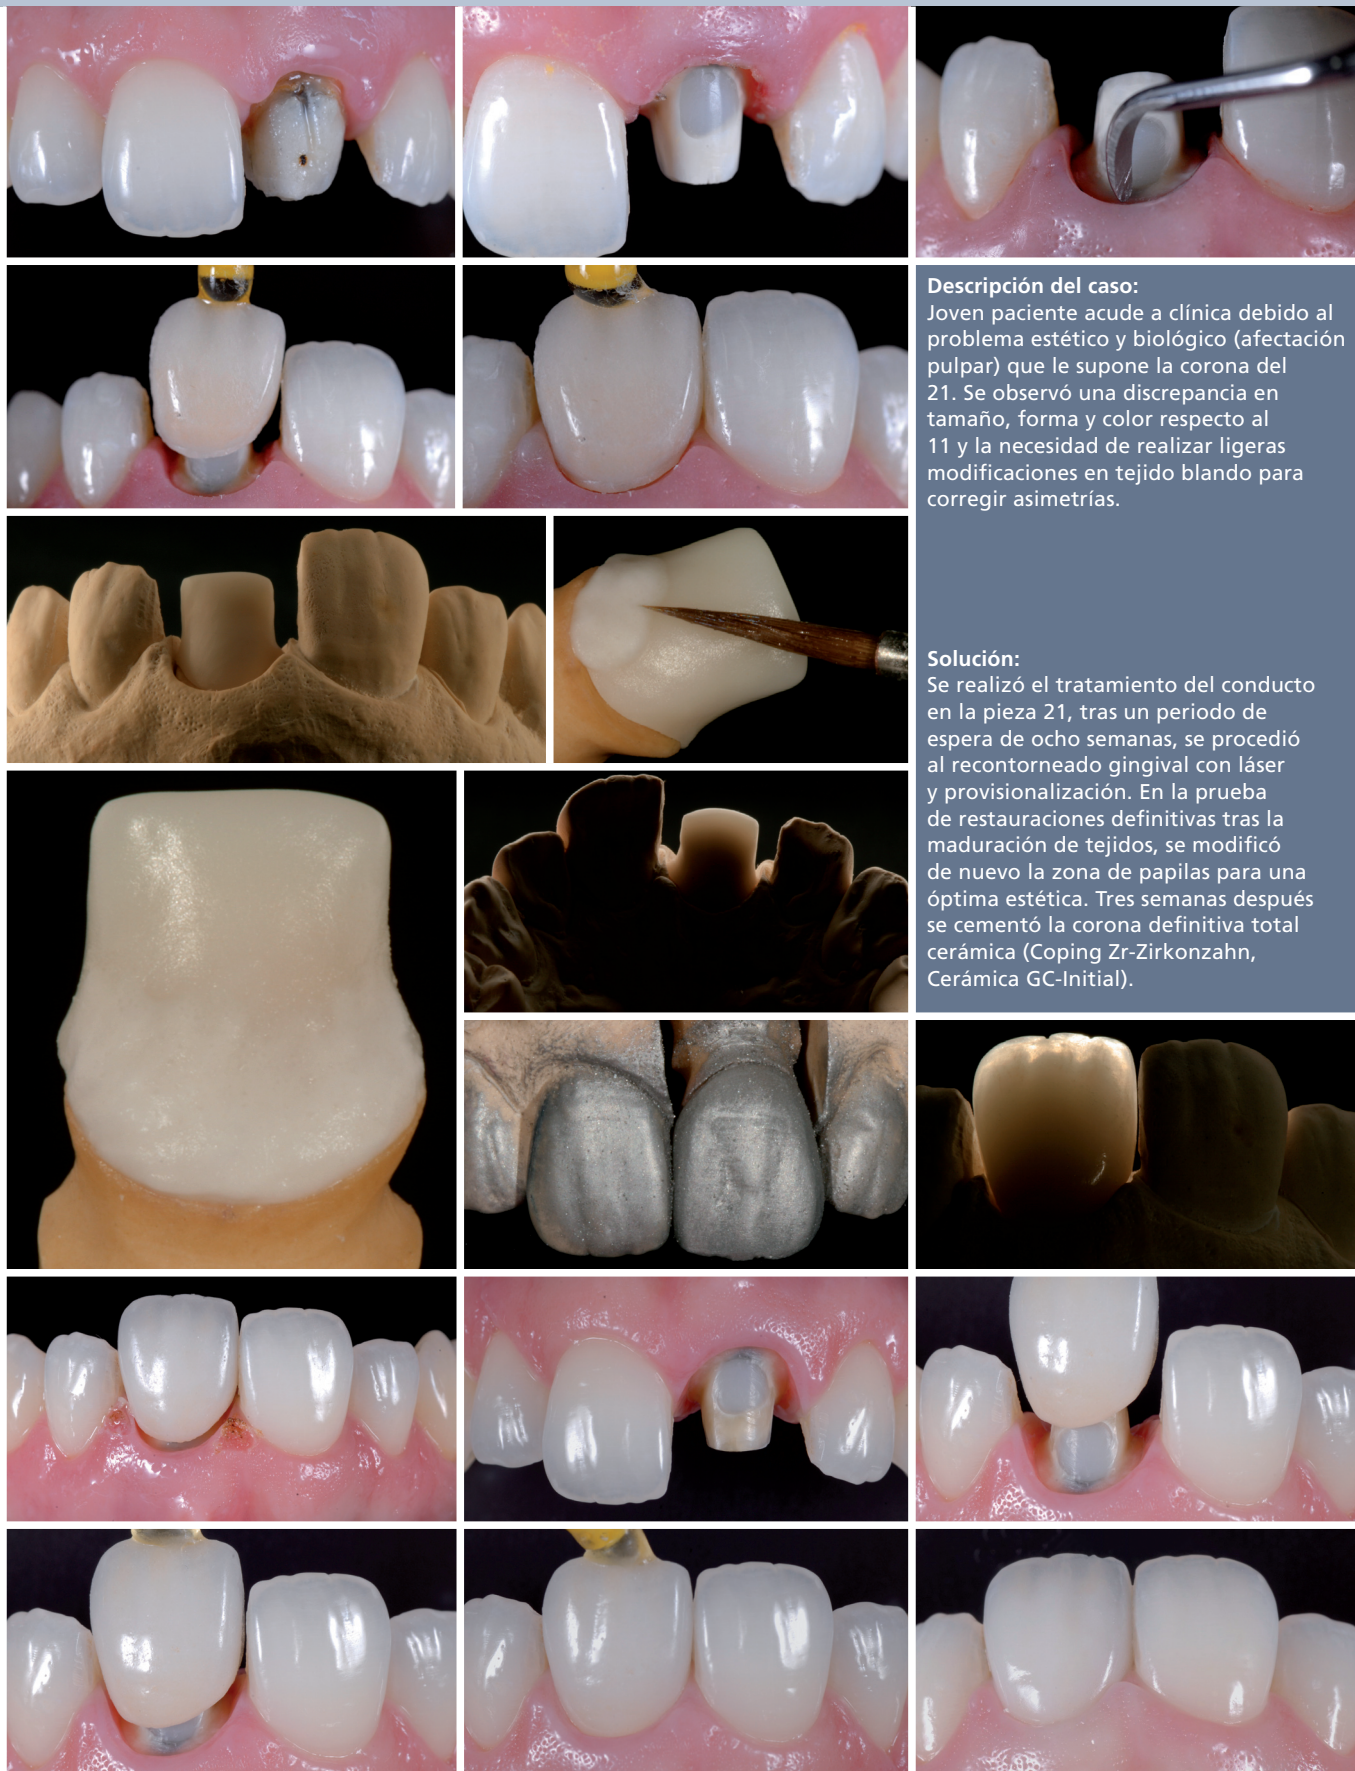 Descripción del caso:
Joven paciente acude a clínica debido al
problema estético y biológico (afectación
pulpar) que le supone la corona del
21. Se observó una discrepancia en
tamaño, forma y color respecto al
11 y la necesidad de realizar ligeras
modificaciones en tejido blando para
corregir asimetrías.
Solución:
Se realizó el tratamiento del conducto
en la pieza 21, tras un periodo de
espera de ocho semanas, se procedió
al recontorneado gingival con láser
y provisionalización. En la prueba
de restauraciones definitivas tras la
maduración de tejidos, se modificó
de nuevo la zona de papilas para una
óptima estética. Tres semanas después
se cementó la corona definitiva total
cerámica (Coping Zr-Zirkonzahn,
Cerámica GC-Initial).